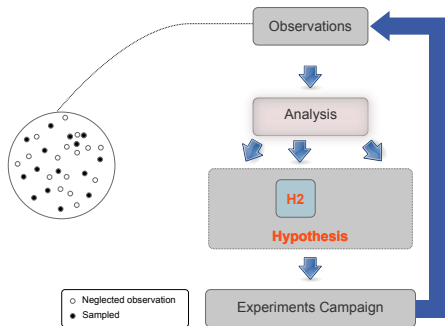 Observations
Analysis
H2
Hypothesis
Experiments Campaign
Neglected observation
Sampled